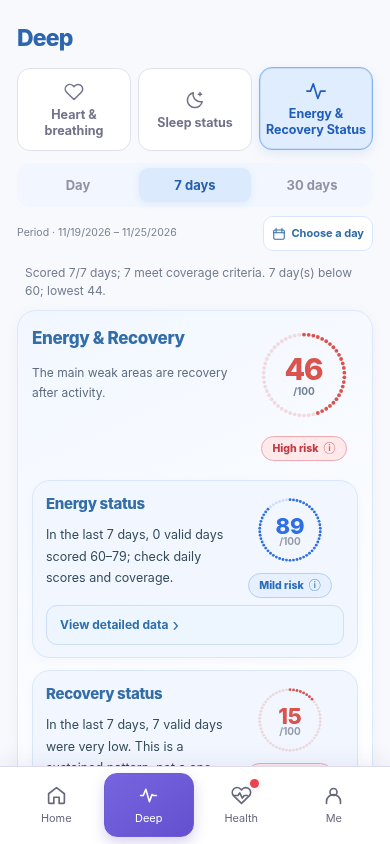 Deep
Heart &
breathing
Sleep status
Energy &
Recovery Status
Day
7 days
30 days
Period · 11/19/2026 – 11/25/2026
Choose a day
Scored 7/7 days; 7 meet coverage criteria. 7 day(s) below
60; lowest 44.
Energy & Recovery
The main weak areas are recovery
after activity.
46
/100
High risk
Energy status
In the last 7 days, 0 valid days
scored 60–79; check daily
scores and coverage.
89
/100
Mild risk
View detailed data ›
Recovery status
In the last 7 days, 7 valid days
were very low. This is a
15
/100
Home
Deep
Health
Me